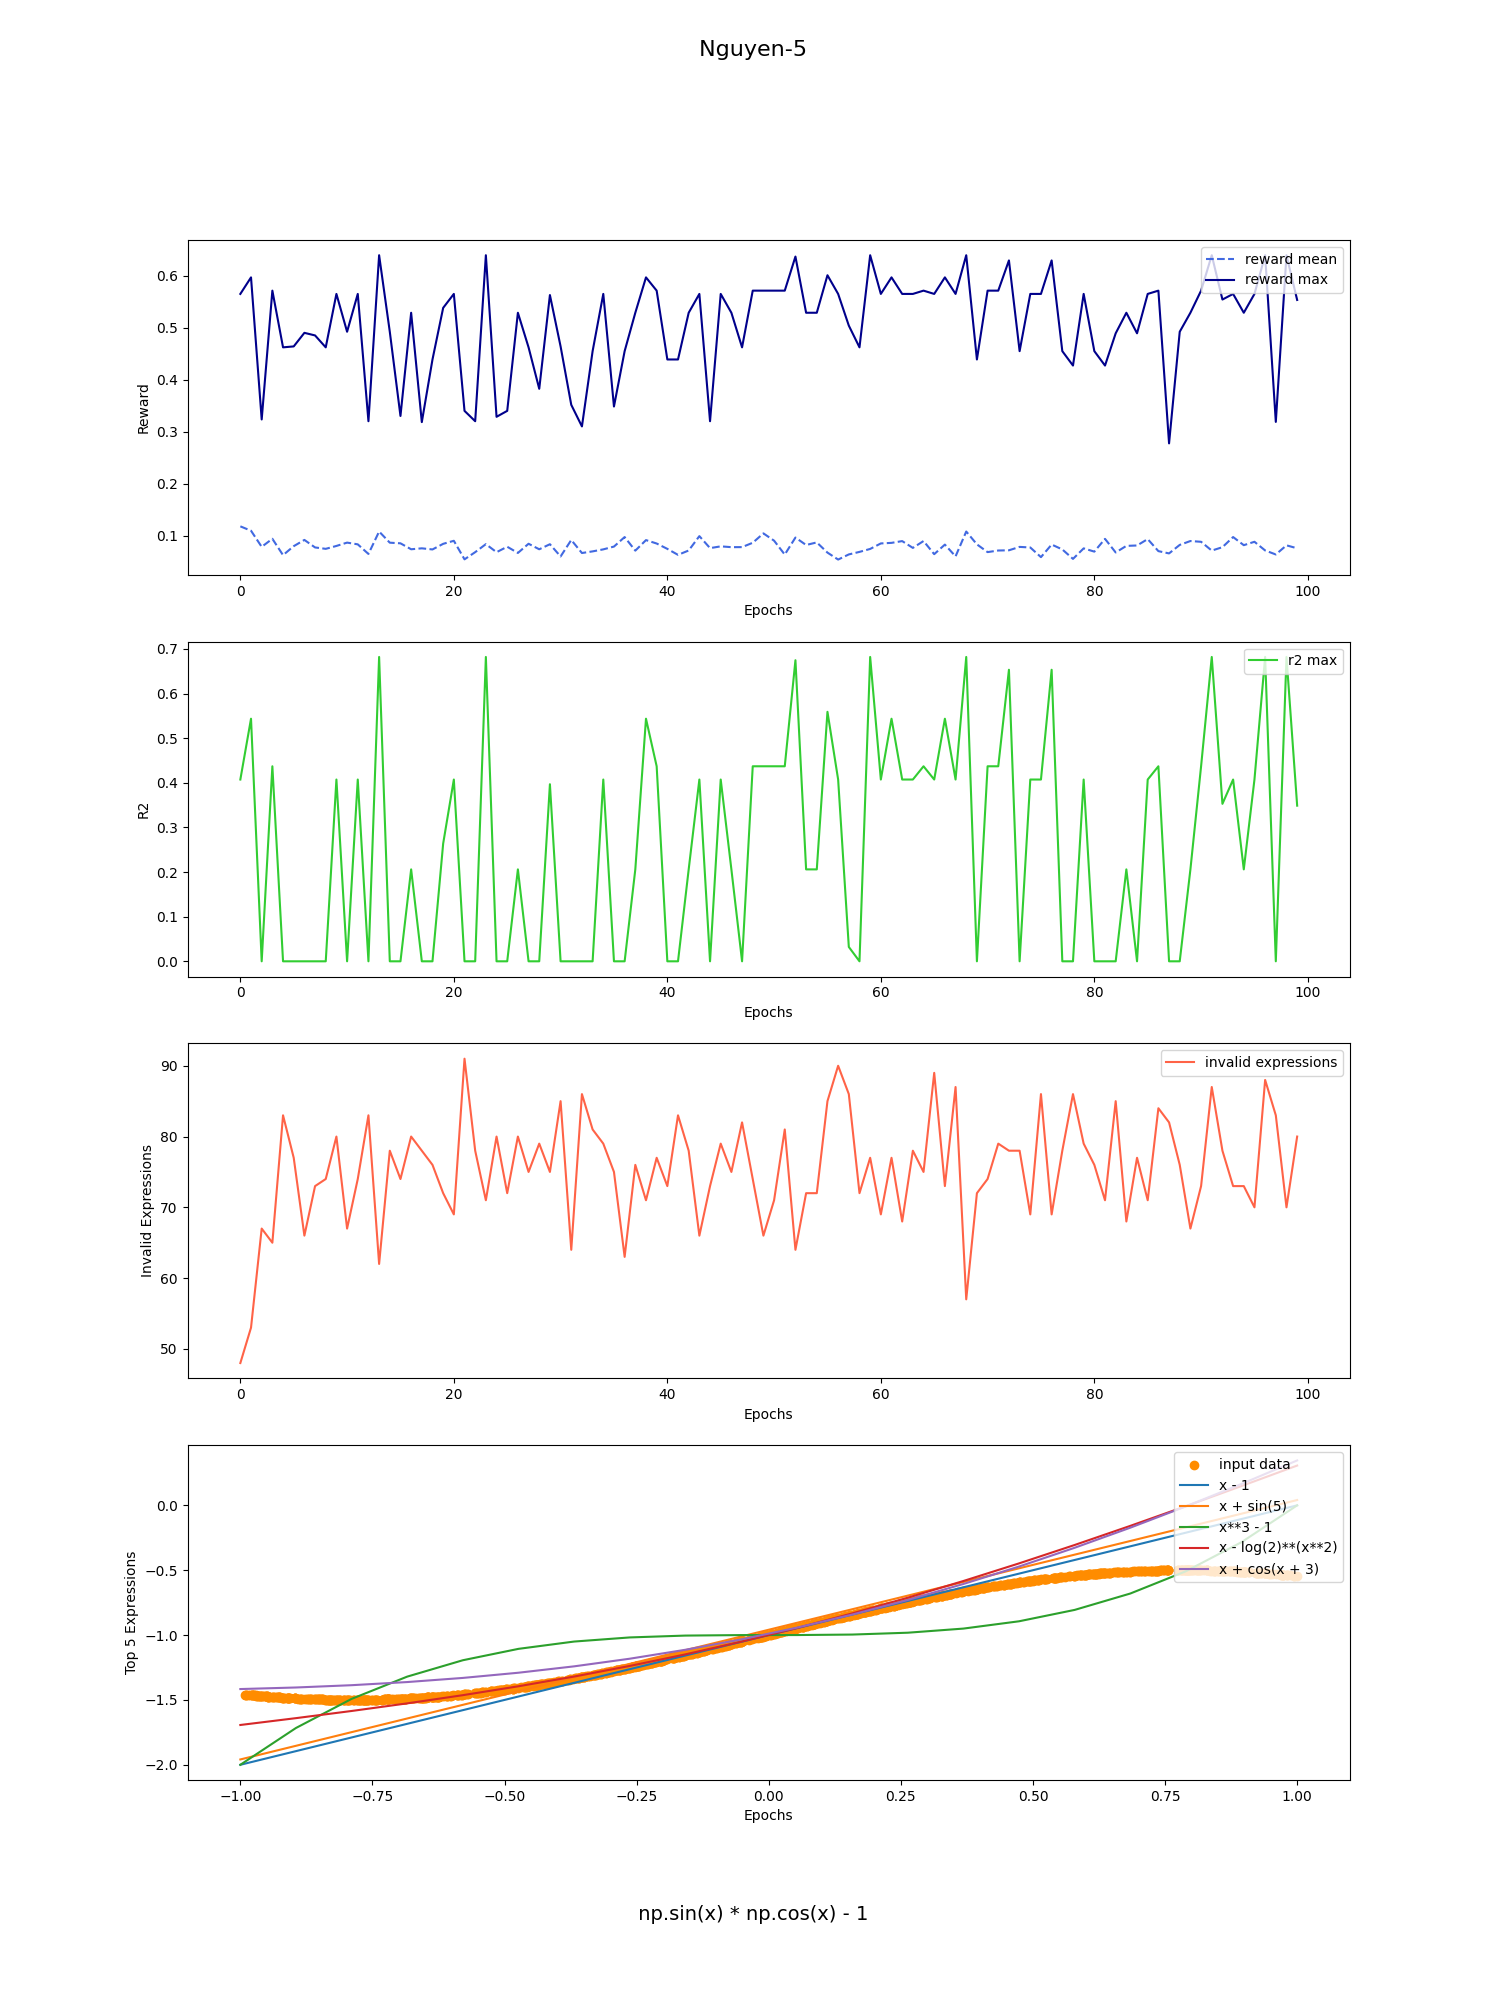 Nguyen-5
reward mean
reward max
0.6
0.5
0.4
0.3
0.2
0.1
Reward
0 20 40 60 80 100
Epochs
r2 max
0.7
0.6
0.5
0.4
0.3
0.2
0.1
0.0
R2
0 20 40 60 80 100
Epochs
invalid expressions
90
80
70
60
50
Invalid Expressions
0 20 40 60 80 100
Epochs
input data
x - 1
x + sin(5)
x**3 - 1
x - log(2)**(x**2)
x + cos(x + 3)
0.0
−0.5
−1.0
−1.5
−2.0
Top 5 Expressions
−1.00 −0.75 −0.50 −0.25 0.00 0.25 0.50 0.75 1.00
Epochs
np.sin(x) * np.cos(x) - 1